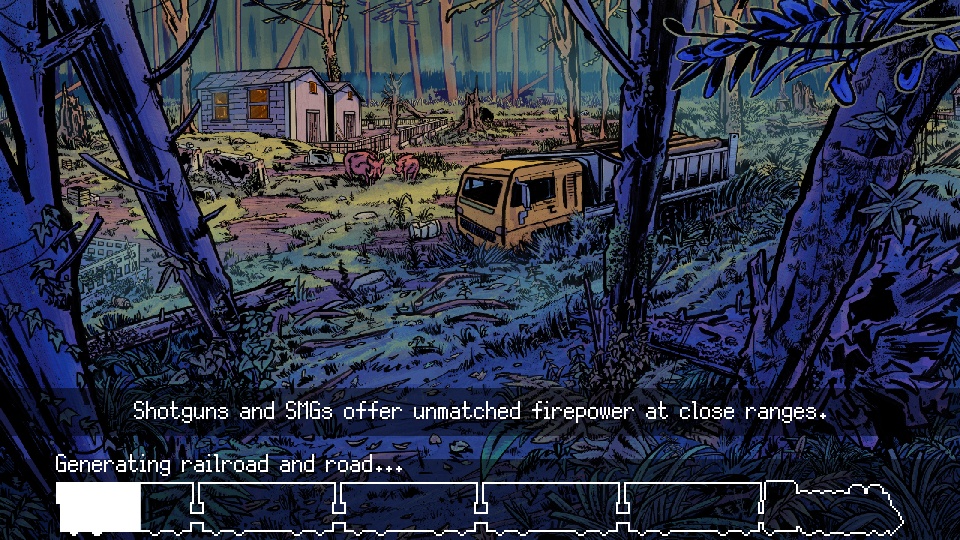 Shotguns and SMGs offer unmatched firepower at close ranges.
Generating railroad and road...